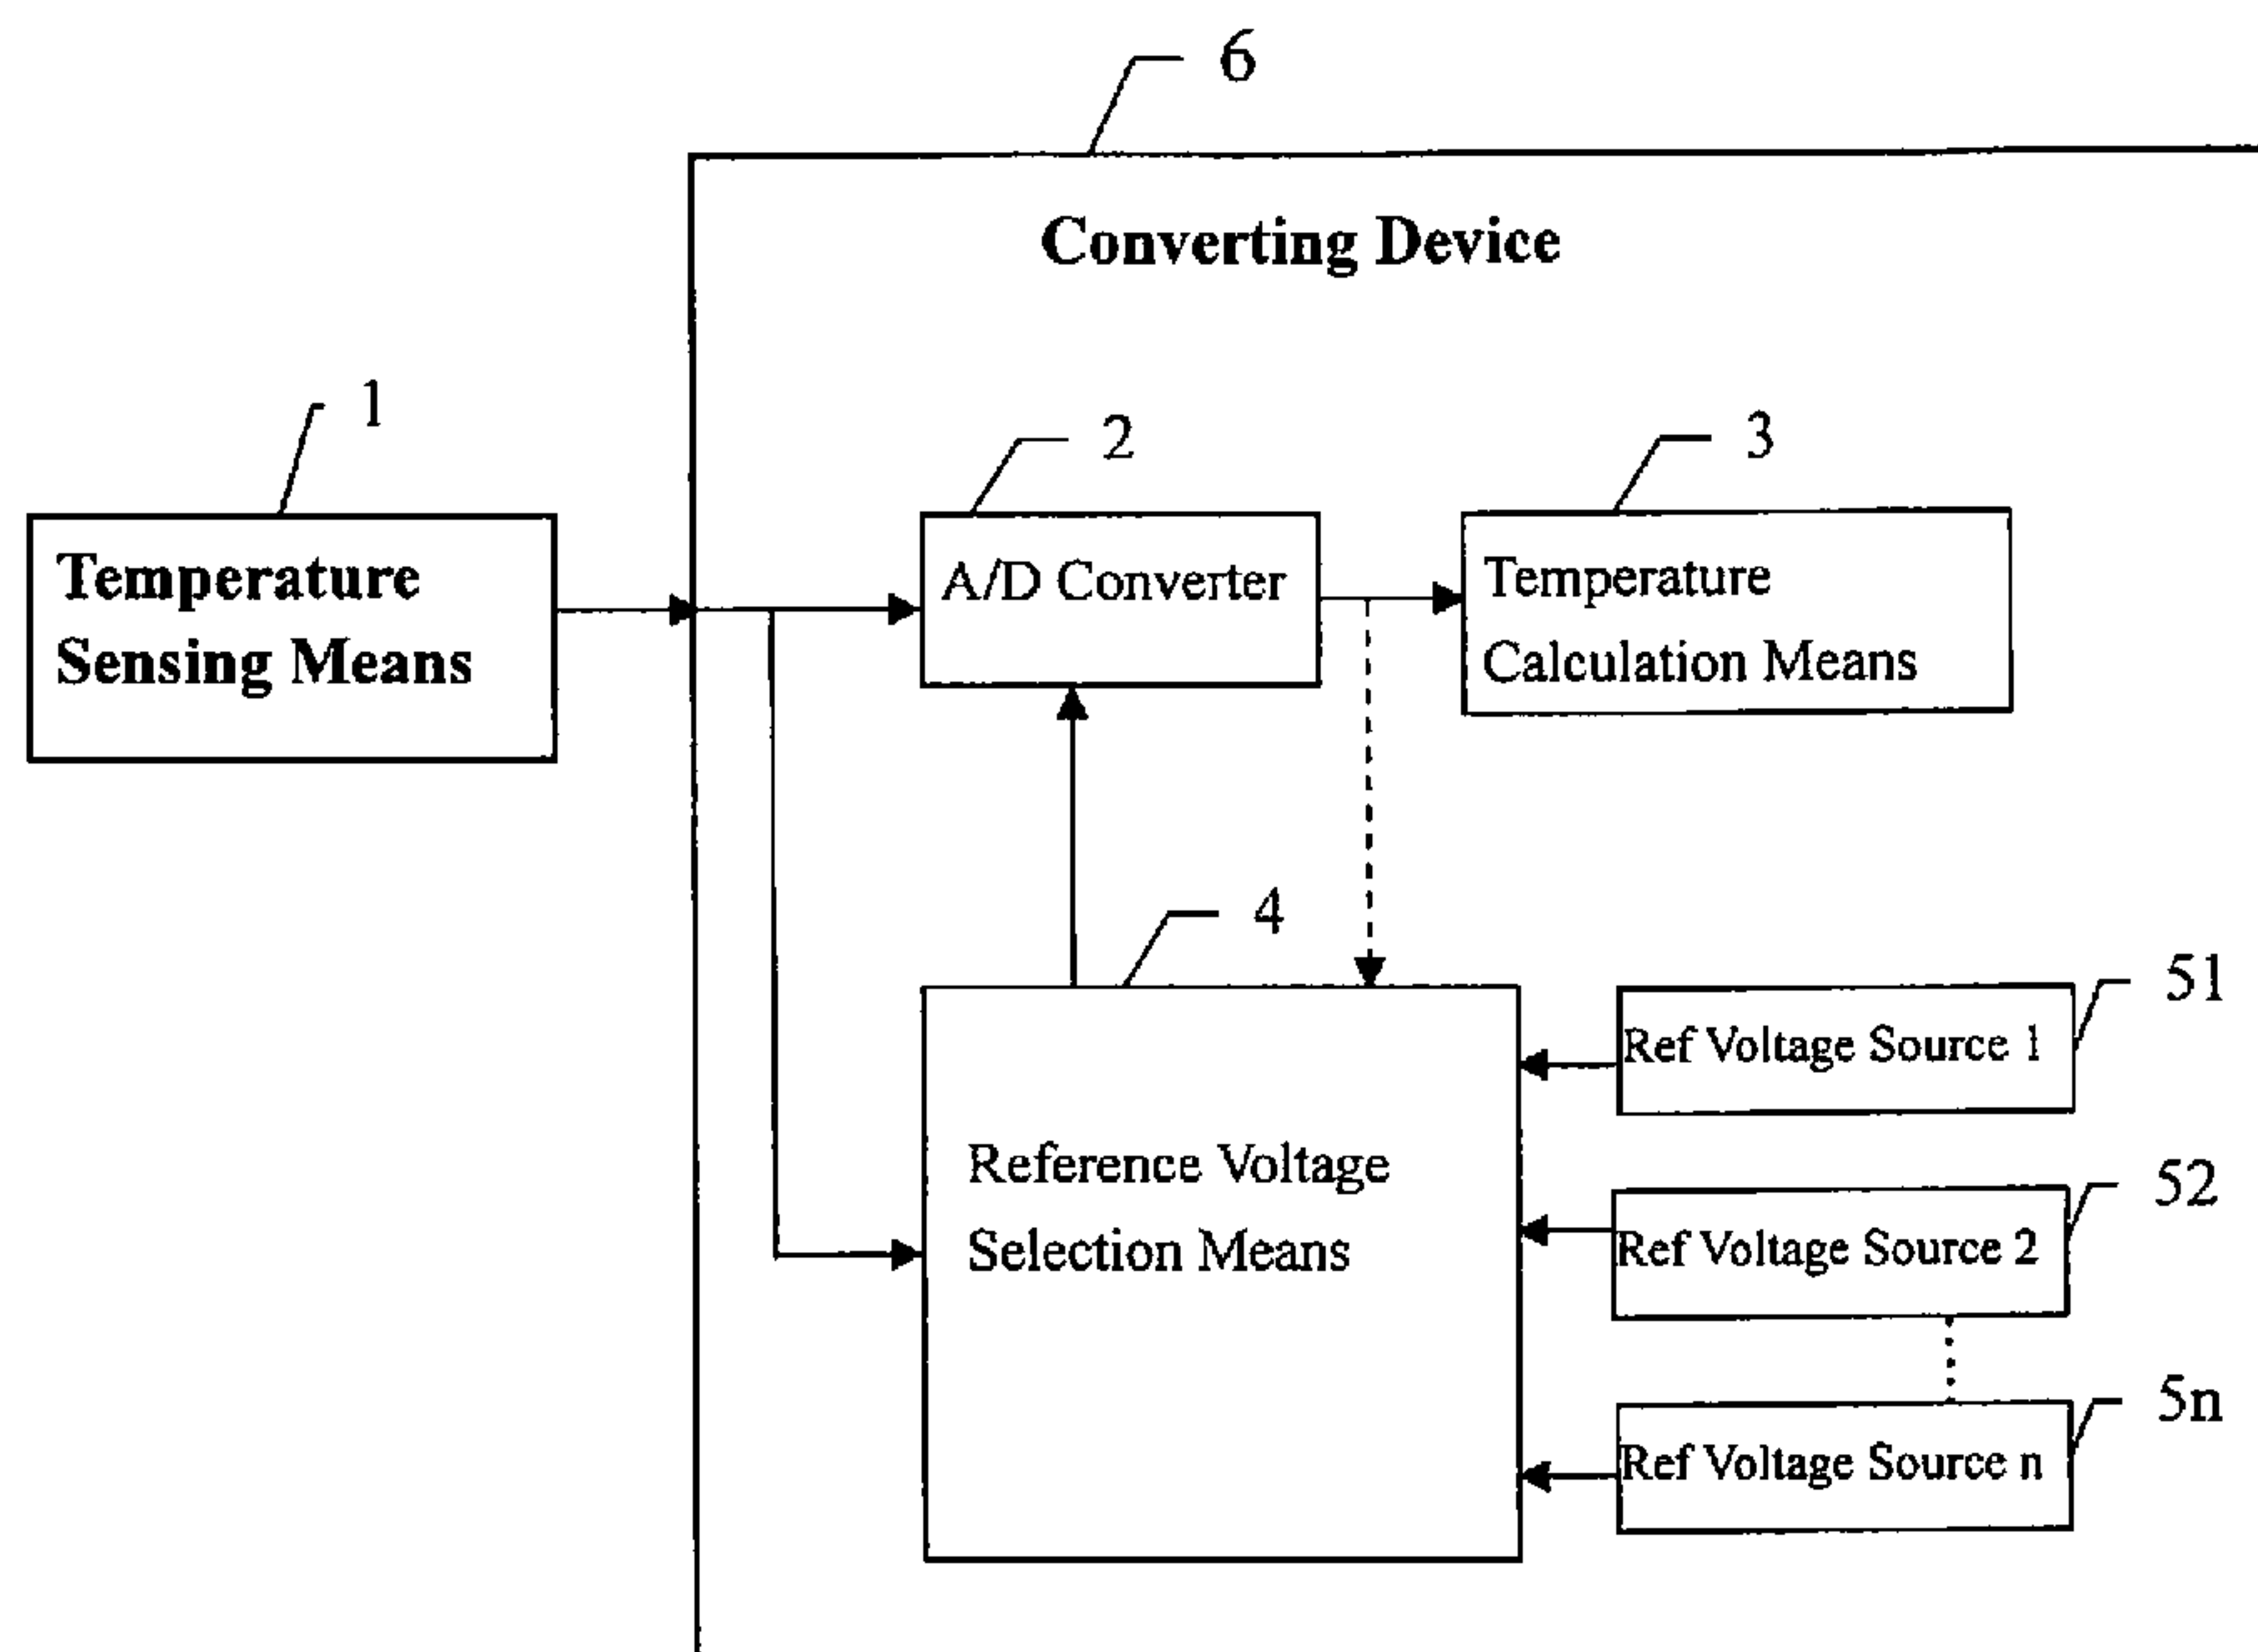 6
Converting Device
1
2
3
Temperature
Sensing Means
A/D Converter
Temperature
Calculation Means
4
51
Ref Voltage Source 1
Reference Voltage
Selection Means
52
Ref Voltage Source 2
5n
Ref Voltage Source n